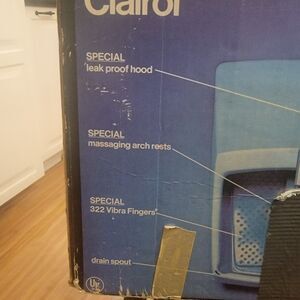 Clairol
SPECIAL
leak proof hood
SPECIAL
massaging arch rests
SPECIAL
322 Vibra Fingers
drain spout